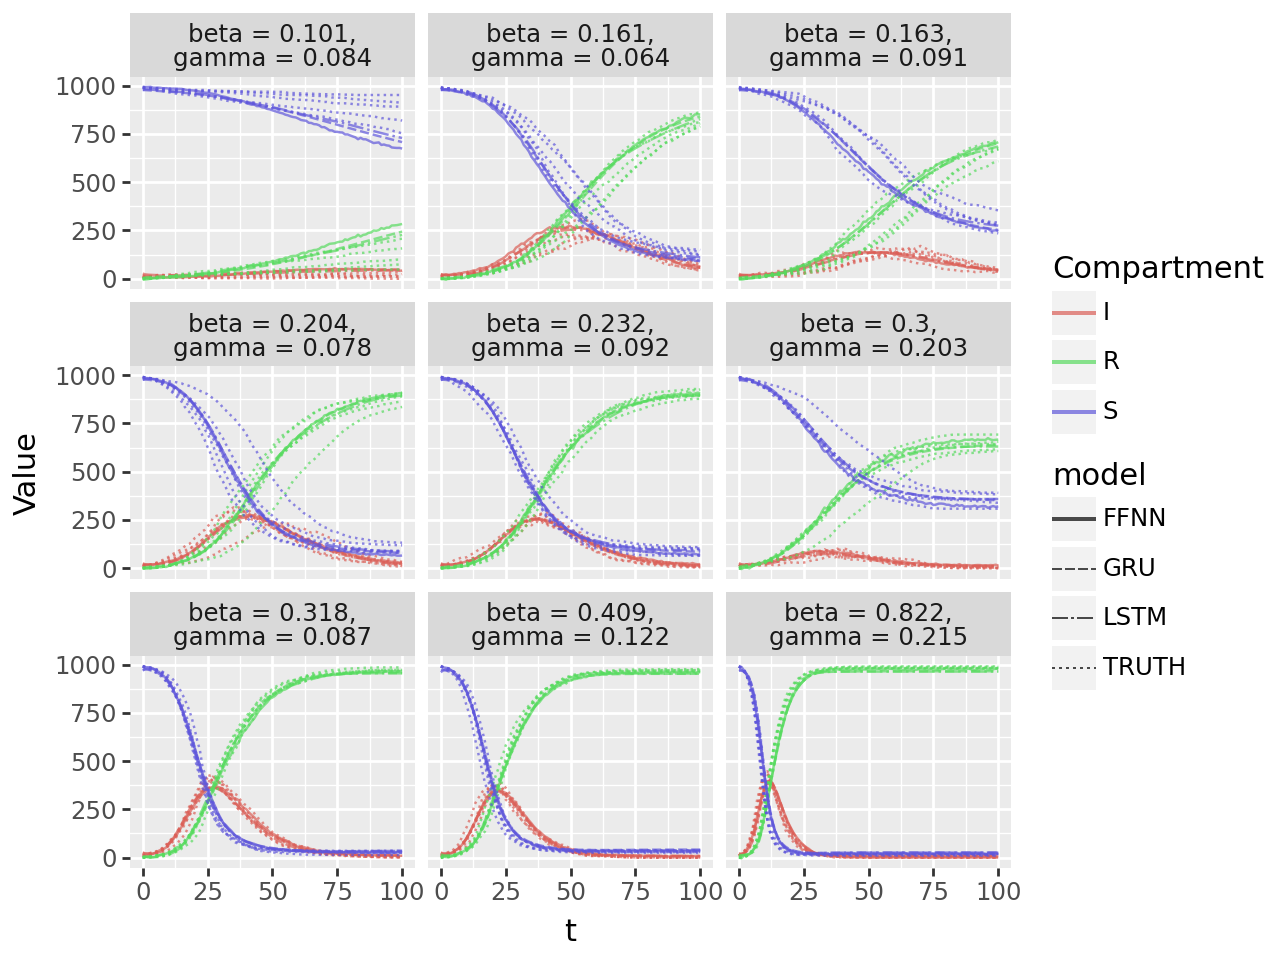 beta = 0.101,
gamma = 0.084
beta = 0.161,
gamma = 0.064
beta = 0.163,
gamma = 0.091
1000
750
500
250
0
beta = 0.204,
gamma = 0.078
beta = 0.232,
gamma = 0.092
beta = 0.3,
gamma = 0.203
1000
750
500
250
0
beta = 0.318,
gamma = 0.087
beta = 0.409,
gamma = 0.122
beta = 0.822,
gamma = 0.215
1000
750
500
250
0
0 25 50 75 100 0 25 50 75 100 0 25 50 75 100
t
Value
Compartment
I
R
S
model
FFNN
GRU
LSTM
TRUTH